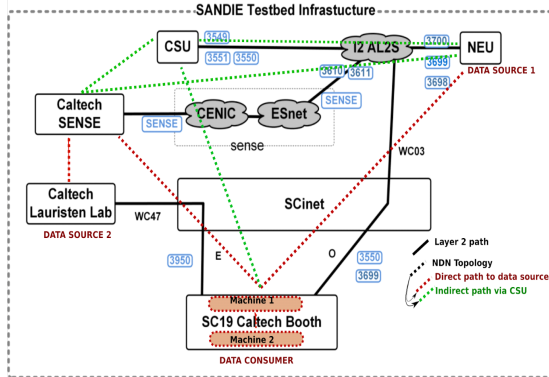 SANDIE Testbed Infrastucture
CSU
3549
3551
3550
I2 AL2S
3700
3699
3698
NEU
DATA SOURCE 1
3610
3611
Caltech
SENSE
SENSE
CENIC
ESnet
SENSE
sense
WC03
Caltech
Lauristen Lab
DATA SOURCE 2
WC47
SCinet
3950
E
O
3550
3699
Layer 2 path
NDN Topology
Direct path to data source
Indirect path via CSU
Machine 1
SC19 Caltech Booth
Machine 2
DATA CONSUMER